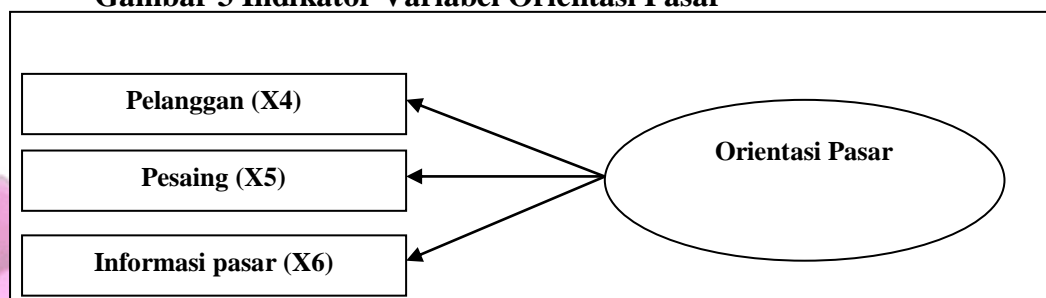 Gambar 3 Indikator Variabel Orientasi Pasar
Pelanggan (X4)
Orientasi Pasar
Pesaing (X5)
Informasi pasar (X6)